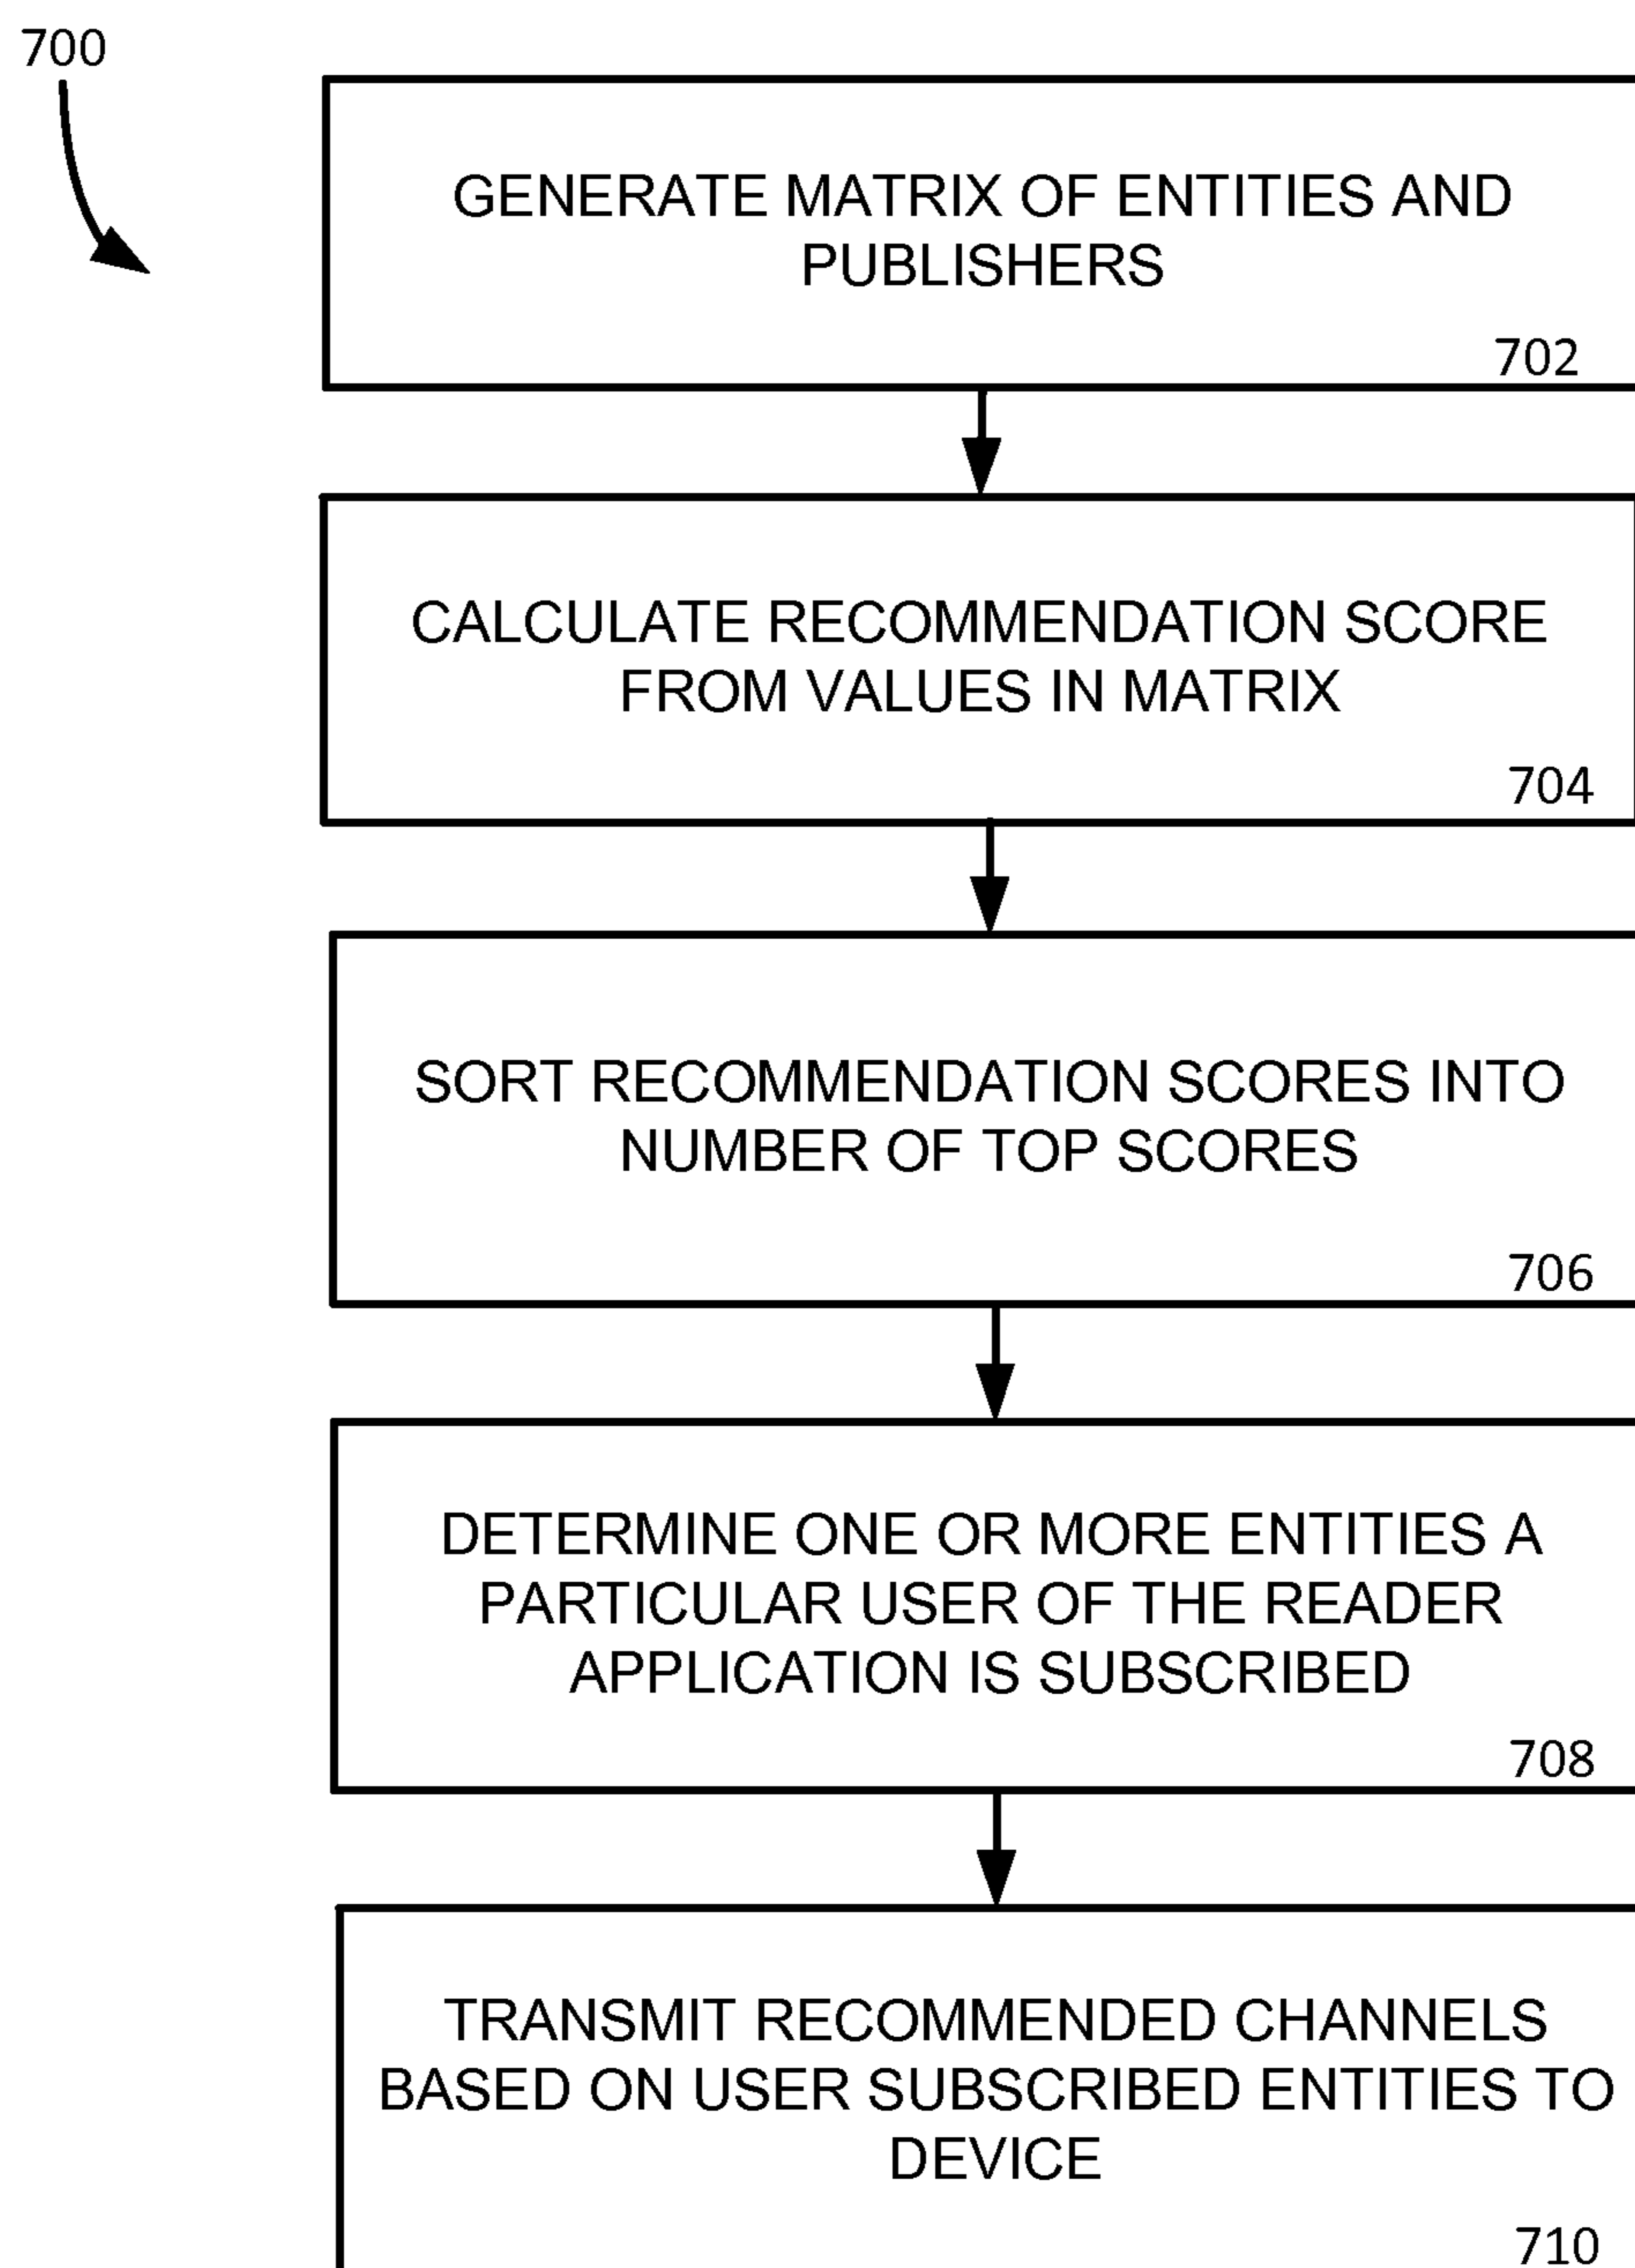 700
GENERATE MATRIX OF ENTITIES AND
PUBLISHERS
702
CALCULATE RECOMMENDATION SCORE
FROM VALUES IN MATRIX
704
SORT RECOMMENDATION SCORES INTO
NUMBER OF TOP SCORES
706
DETERMINE ONE OR MORE ENTITIES A
PARTICULAR USER OF THE READER
APPLICATION IS SUBSCRIBED
708
TRANSMIT RECOMMENDED CHANNELS
BASED ON USER SUBSCRIBED ENTITIES TO
DEVICE
710